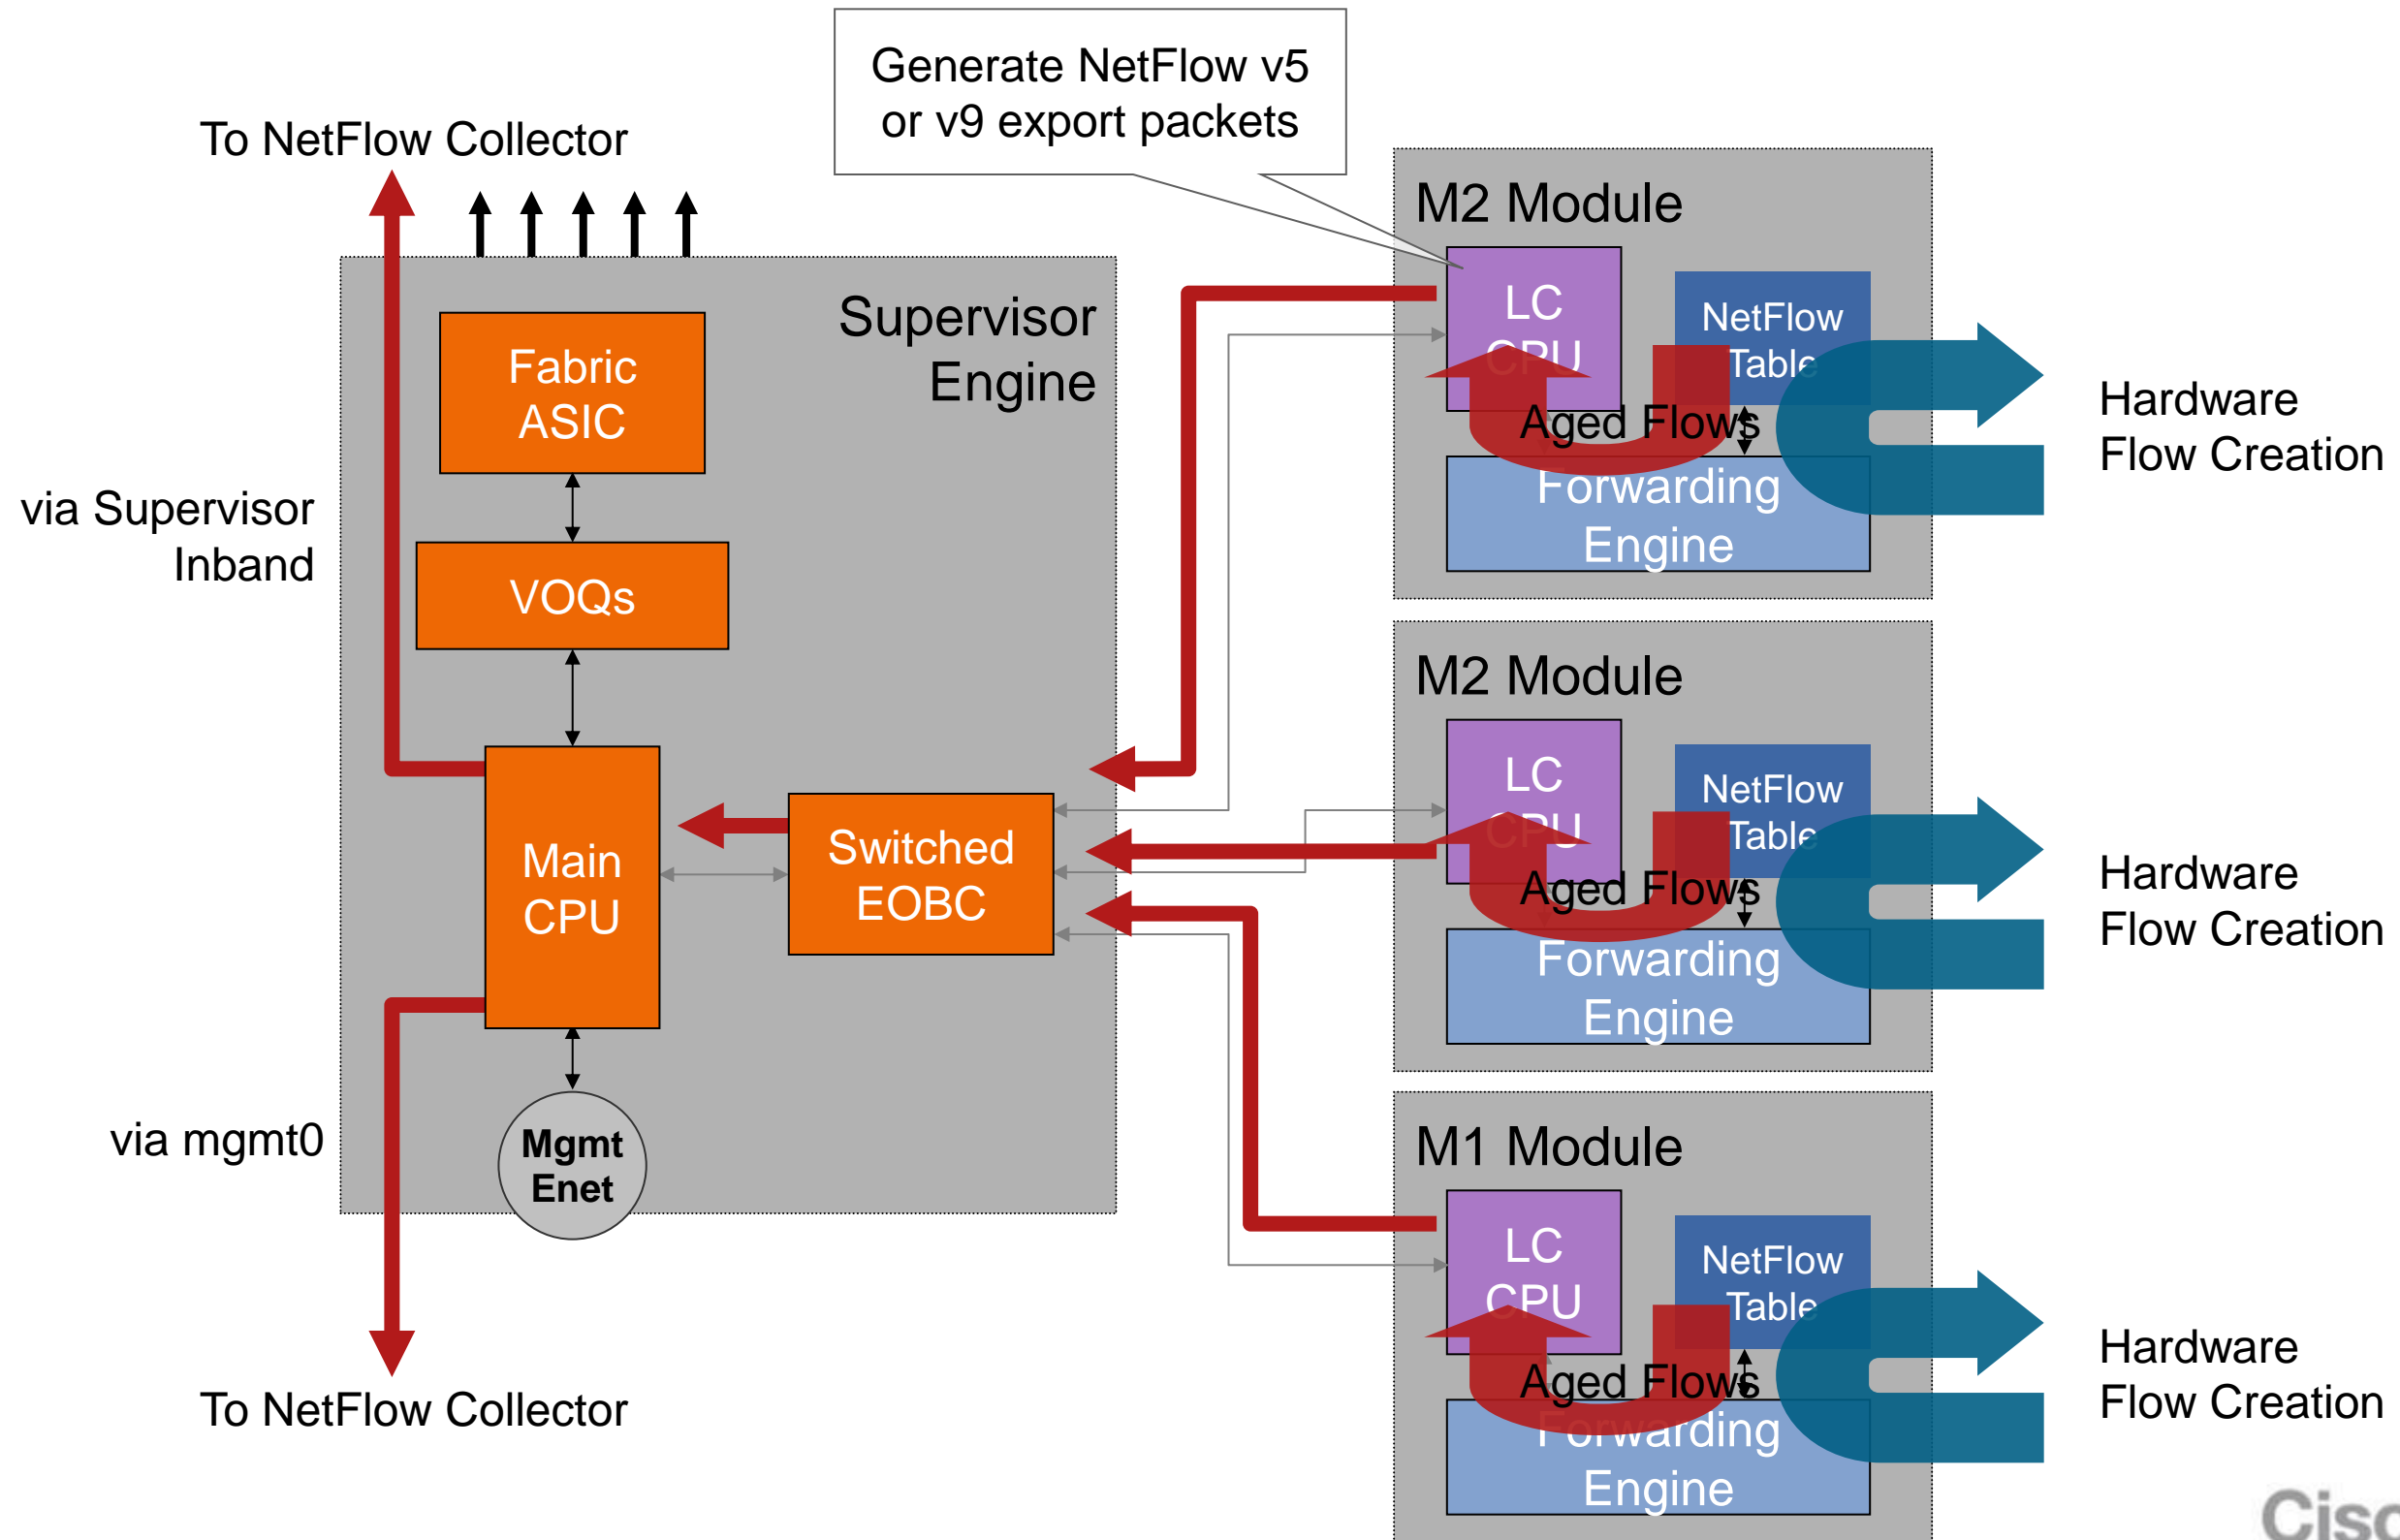 Generate NetFlow v5
or v9 export packets
To NetFlow Collector
Supervisor
Engine
Fabric
ASIC
via Supervisor
Inband
VOQs
Main
CPU
Switched
EOBC
via mgmt0
Mgmt
Enet
To NetFlow Collector
M2 Module
LC
CPU
NetFlow
Table
Aged Flows
Forwarding
Engine
Hardware
Flow Creation
M2 Module
LC
CPU
NetFlow
Table
Aged Flows
Forwarding
Engine
Hardware
Flow Creation
M1 Module
LC
CPU
NetFlow
Table
Aged Flows
Forwarding
Engine
Hardware
Flow Creation